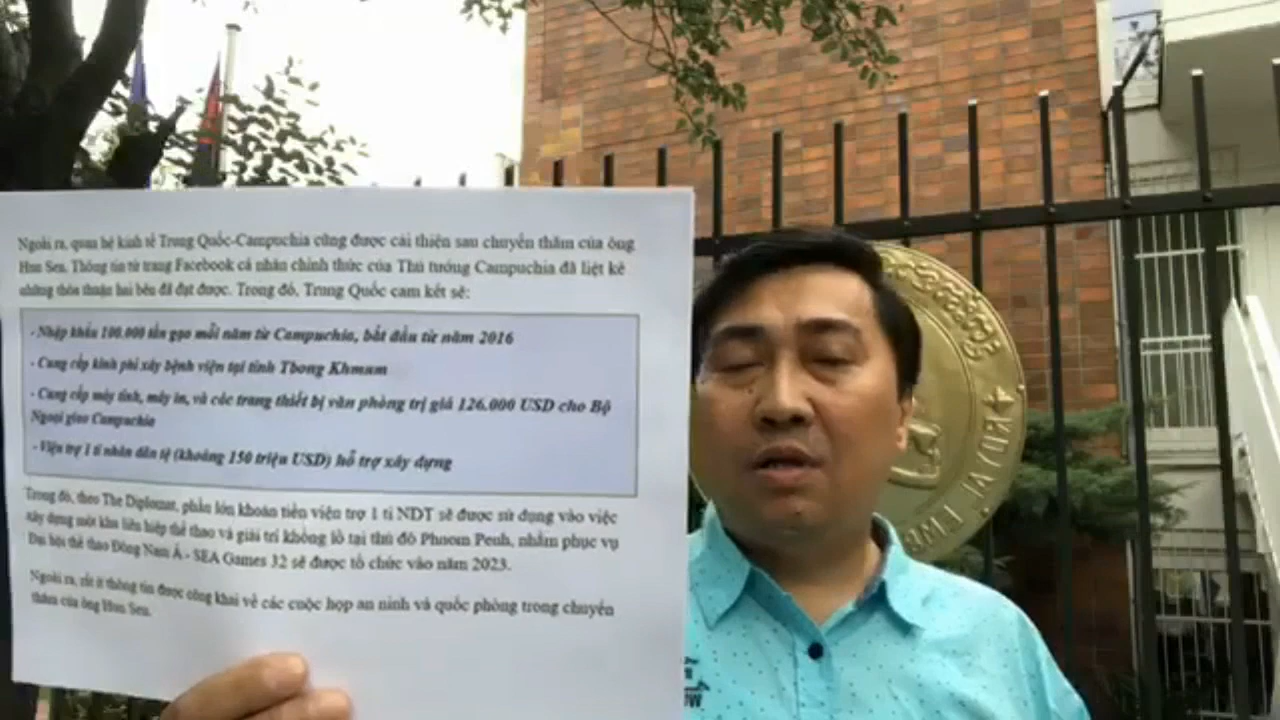 Ngoài ra, quan hệ kinh tế Trung Quốc-Campuchia cũng được cải thiện sau chuyến thăm của ông
Hun Sen. Thông tin từ trang Facebook cá nhân chính thức của Thủ tướng Campuchia đã liệt kê
những thỏa thuận hai bên đã đạt được. Trong đó, Trung Quốc cam kết sẽ:
- Nhập khẩu 100.000 tấn gạo mỗi năm từ Campuchia, bắt đầu từ năm 2016
- Cung cấp kinh phí xây bệnh viện tại tỉnh Tbong Khmum
- Cung cấp máy tính, máy in, và các trang thiết bị văn phòng trị giá 126.000 USD cho Bộ
Ngoại giao Campuchia
- Viện trợ 1 tỉ nhân dân tệ (khoảng 150 triệu USD) hỗ trợ xây dựng
Trong đó, theo The Diplomat, phần lớn khoản tiền viện trợ 1 tỉ NDT sẽ được sử dụng vào việc
xây dựng một khu liên hiệp thể thao và giải trí khổng lồ tại thủ đô Phnom Penh, nhằm phục vụ
Đại hội thể thao Đông Nam Á - SEA Games 32 sẽ được tổ chức vào năm 2023.
Ngoài ra, rất ít thông tin được công khai về các cuộc họp an ninh và quốc phòng trong chuyến
thăm của ông Hun Sen.
ROYAL EMB